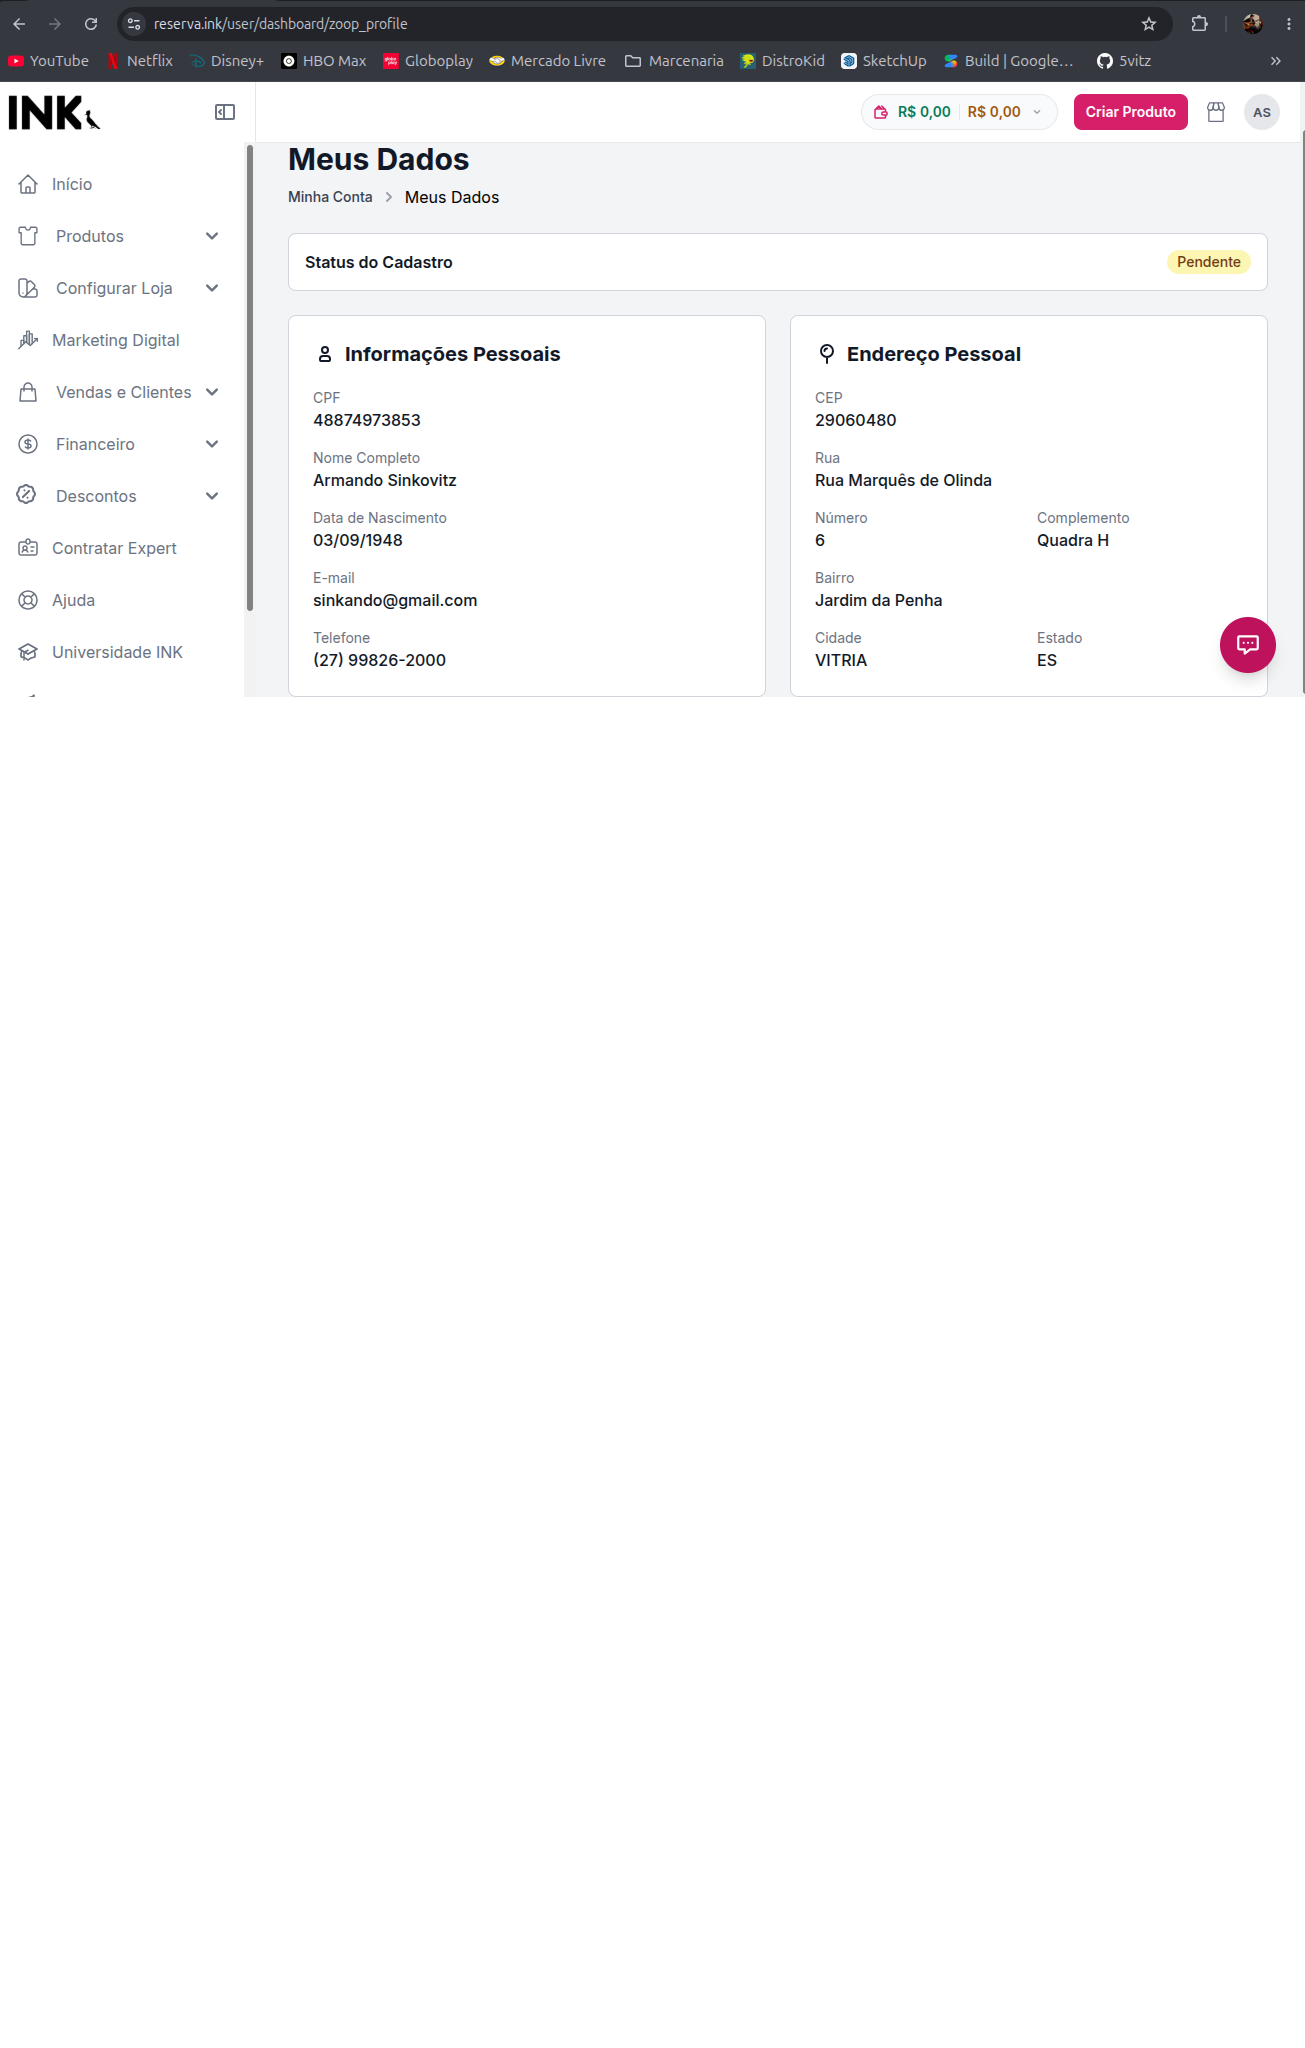 reserva.ink/user/dashboard/zoop_profile
YouTube Netflix Disney+ HBO Max Globoplay Mercado Livre Marcenaria DistroKid SketchUp Build | Google... 5vitz »
INK
R$ 0,00 R$ 0,00 Criar Produto AS
Início
Produtos
Configurar Loja
Marketing Digital
Vendas e Clientes
Financeiro
Descontos
Contratar Expert
Ajuda
Universidade INK
Meus Dados
Minha Conta > Meus Dados
Status do Cadastro Pendente
Informações Pessoais
CPF
48874973853
Nome Completo
Armando Sinkovitz
Data de Nascimento
03/09/1948
E-mail
sinkando@gmail.com
Telefone
(27) 99826-2000
Endereço Pessoal
CEP
29060480
Rua
Rua Marquês de Olinda
Número Complemento
6 Quadra H
Bairro
Jardim da Penha
Cidade Estado
VITRIA ES